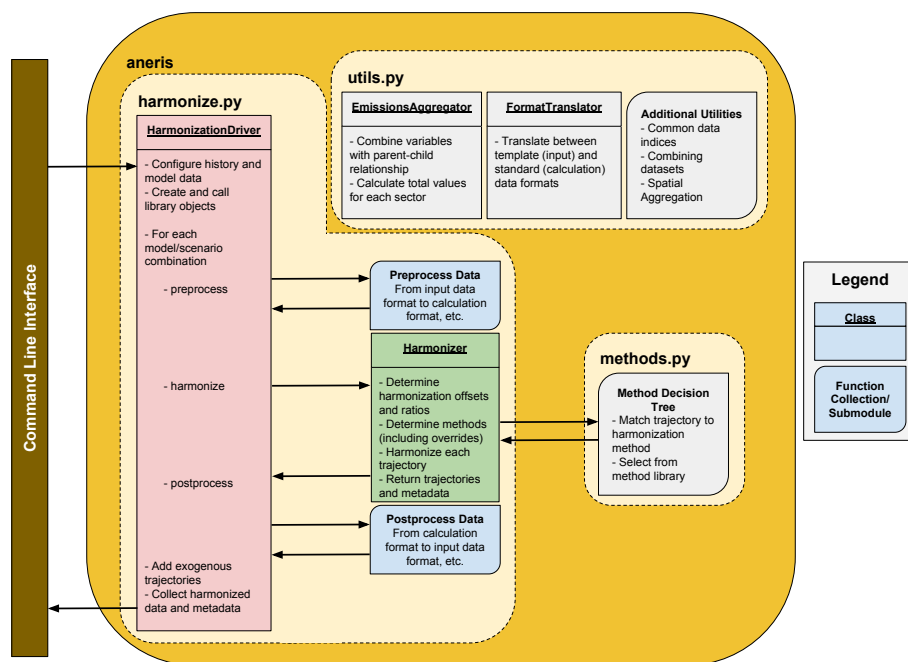 Command Line Interface
aneris
harmonize.py
HarmonizationDriver
- Configure history and
model data
- Create and call
library objects
- For each
model/scenario
combination
- preprocess
- harmonize
- postprocess
- Add exogenous
trajectories
- Collect harmonized
data and metadata
Preprocess Data
From input data
format to calculation
format, etc.
Harmonizer
- Determine
harmonization offsets
and ratios
- Determine methods
(including overrides)
- Harmonize each
trajectory
- Return trajectories
and metadata
Postprocess Data
From calculation
format to input data
format, etc.
utils.py
EmissionsAggregator
- Combine variables
with parent-child
relationship
- Calculate total values
for each sector
FormatTranslator
- Translate between
template (input) and
standard (calculation)
data formats
Additional Utilities
- Common data
indices
- Combining
datasets
- Spatial
Aggregation
methods.py
Method Decision
Tree
- Match trajectory to
harmonization
method
- Select from
method library
Legend
Class
Function
Collection/
Submodule